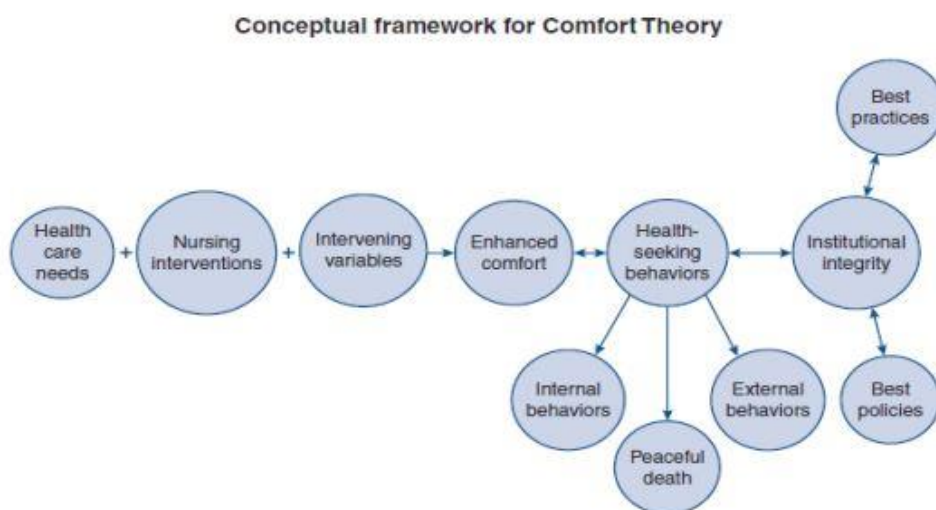 Conceptual framework for Comfort Theory
Best
practices
Health
care
needs
+
Nursing
interventions
+
Intervening
variables
Enhanced
comfort
Health-
seeking
behaviors
Institutional
integrity
Internal
behaviors
Peaceful
death
External
behaviors
Best
policies